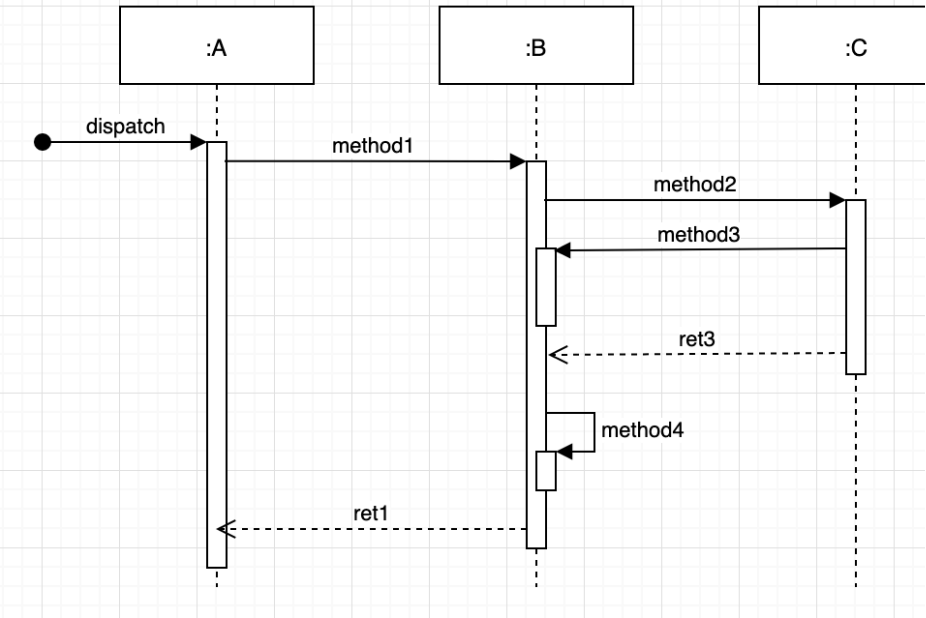 :A
:B
:C
dispatch
method1
method2
method3
ret3
method4
ret1